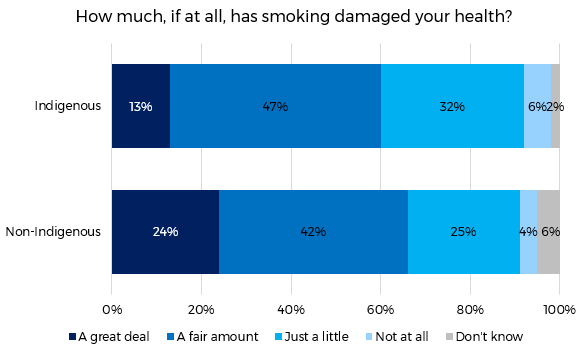 How much, if at all, has smoking damaged your health?
Indigenous 13% 47% 32% 6% 2%
Non-Indigenous 24% 42% 25% 4% 6%
0% 20% 40% 60% 80% 100%
A great deal A fair amount Just a little Not at all Don't know